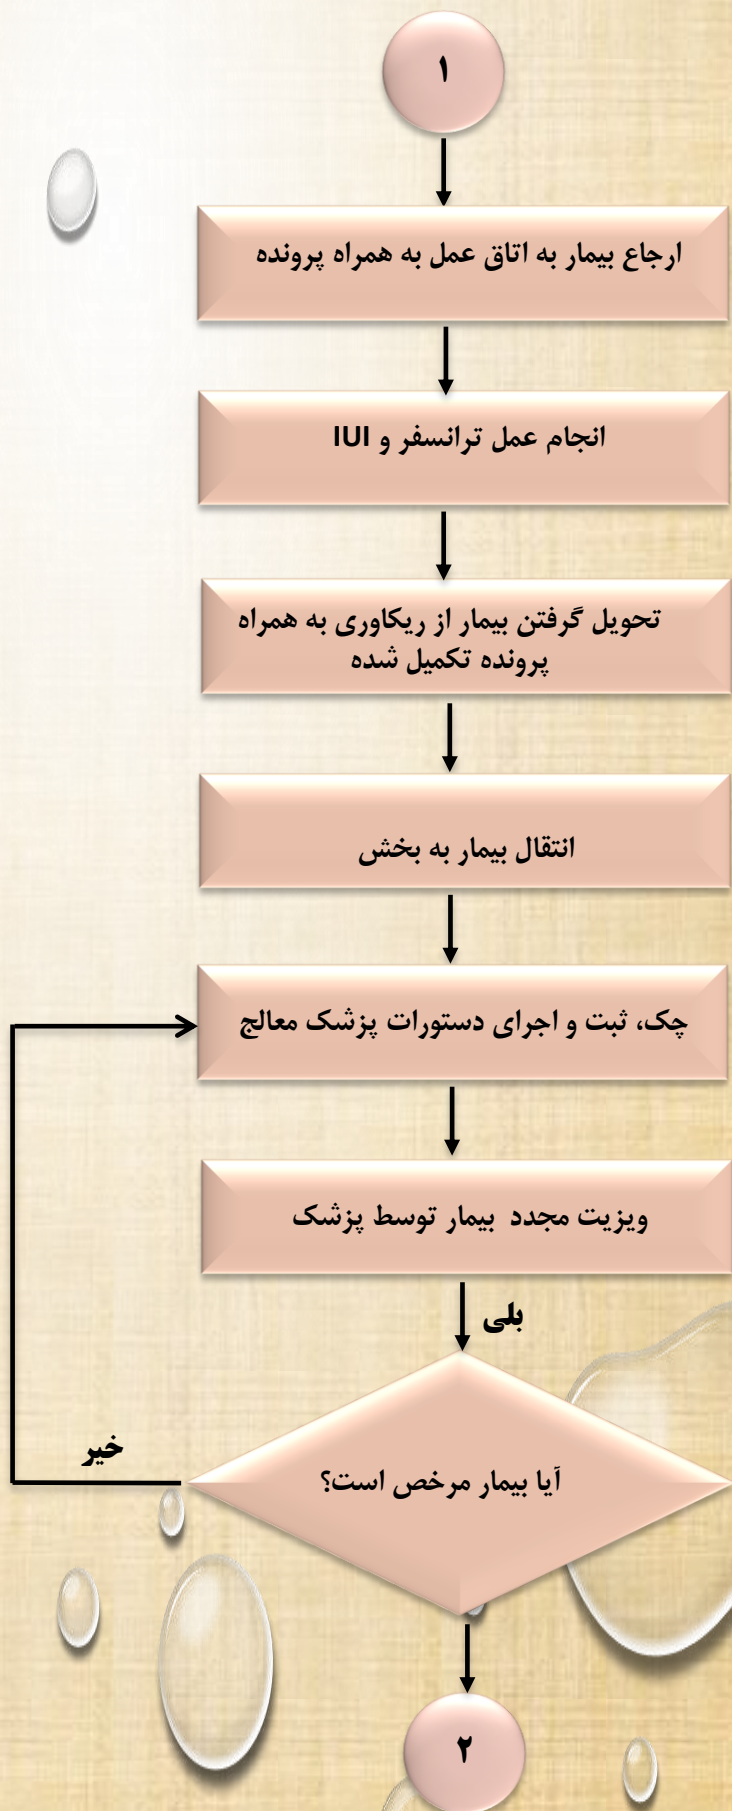 ۱
ارجاع بیمار به اتاق عمل به همراه پرونده
انجام عمل ترانسفر و IUI
تحویل گرفتن بیمار از ریکاوری به همراه
پرونده تکمیل شده
انتقال بیمار به بخش
چک، ثبت و اجرای دستورات پزشک معالج
ویزیت مجدد بیمار توسط پزشک
بلی
خیر
آیا بیمار مرخص است؟
۲